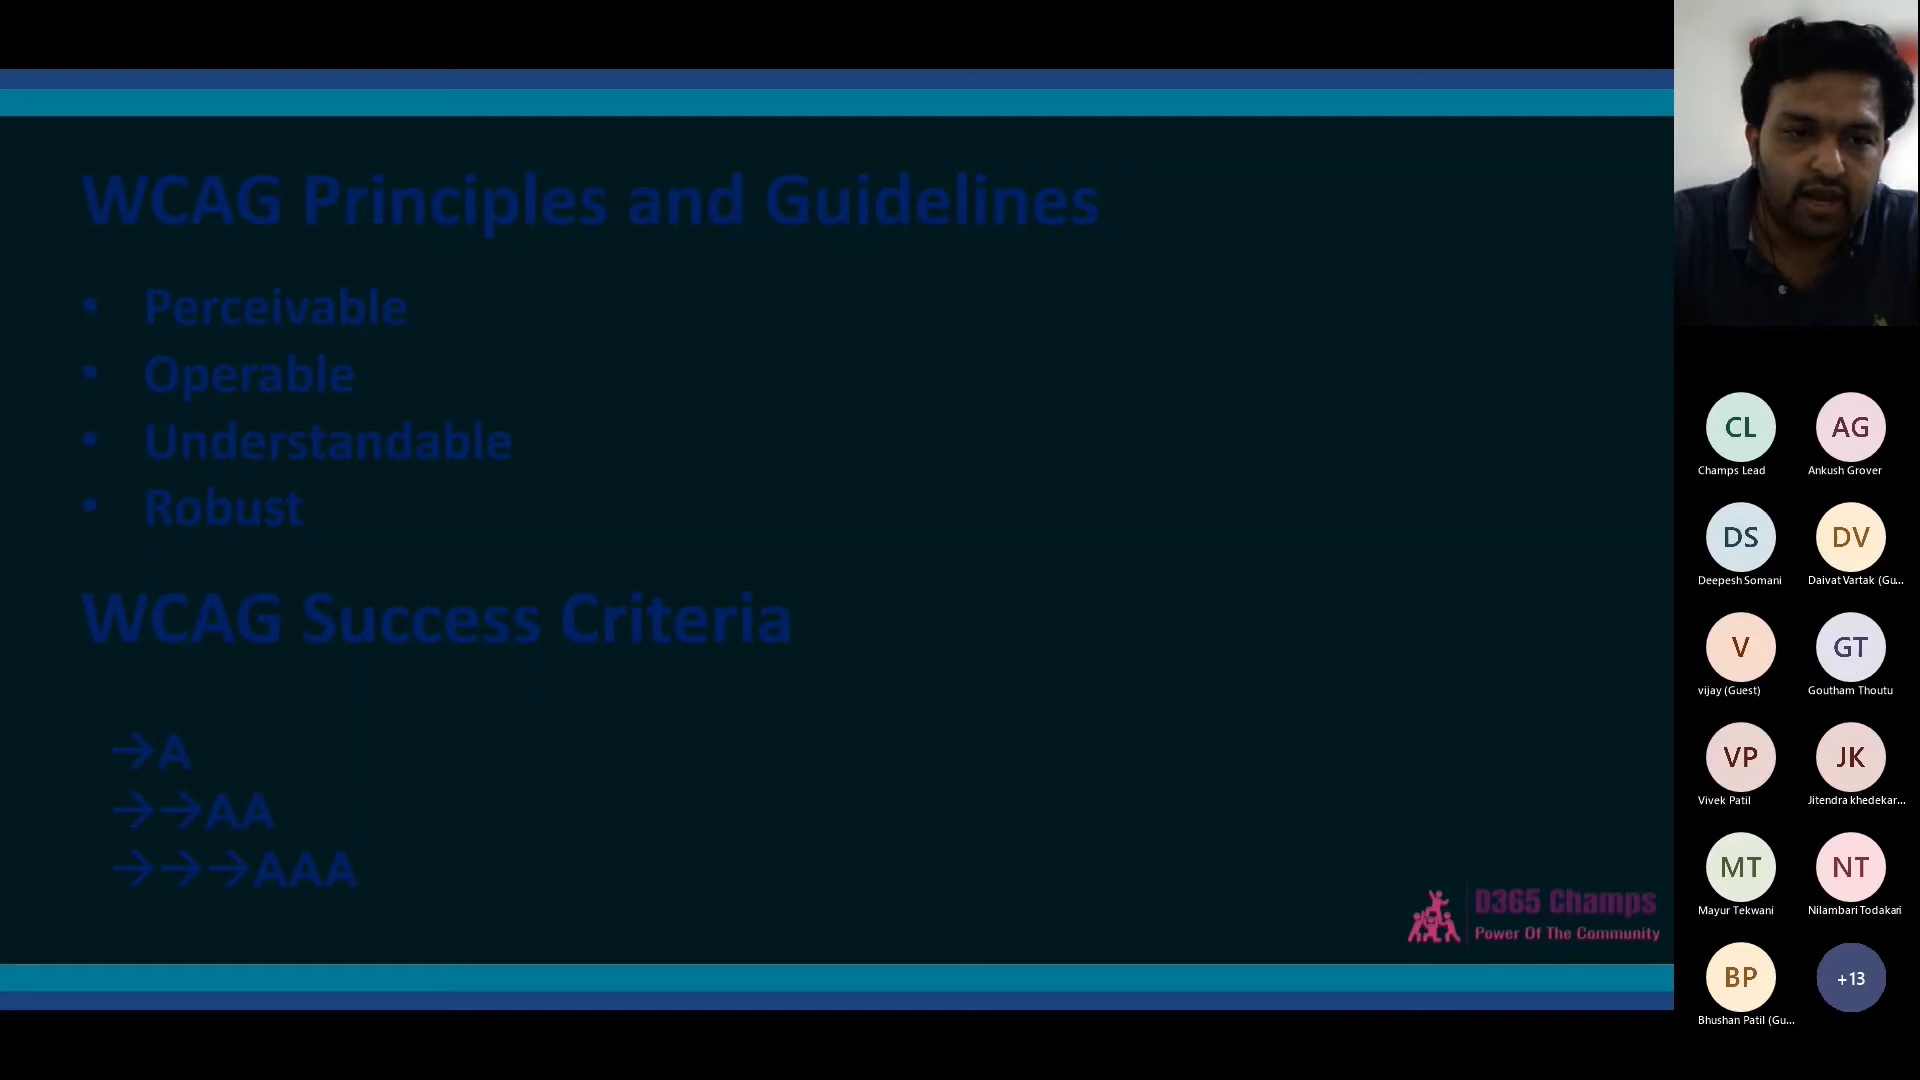 WCAG Principles and Guidelines
• Perceivable
• Operable
• Understandable
• Robust
WCAG Success Criteria
→A
→→AA
→→→AAA
D365 Champs
Power Of The Community
CL
Champs Lead
AG
Ankush Grover
DS
Deepesh Somani
DV
Daivat Vartak (Gu...
V
vijay (Guest)
GT
Goutham Thoutu
VP
Vivek Patil
JK
Jitendra khedekar...
MT
Mayur Tekwani
NT
Nilambari Todakari
BP
Bhushan Patil (Gu...
+13